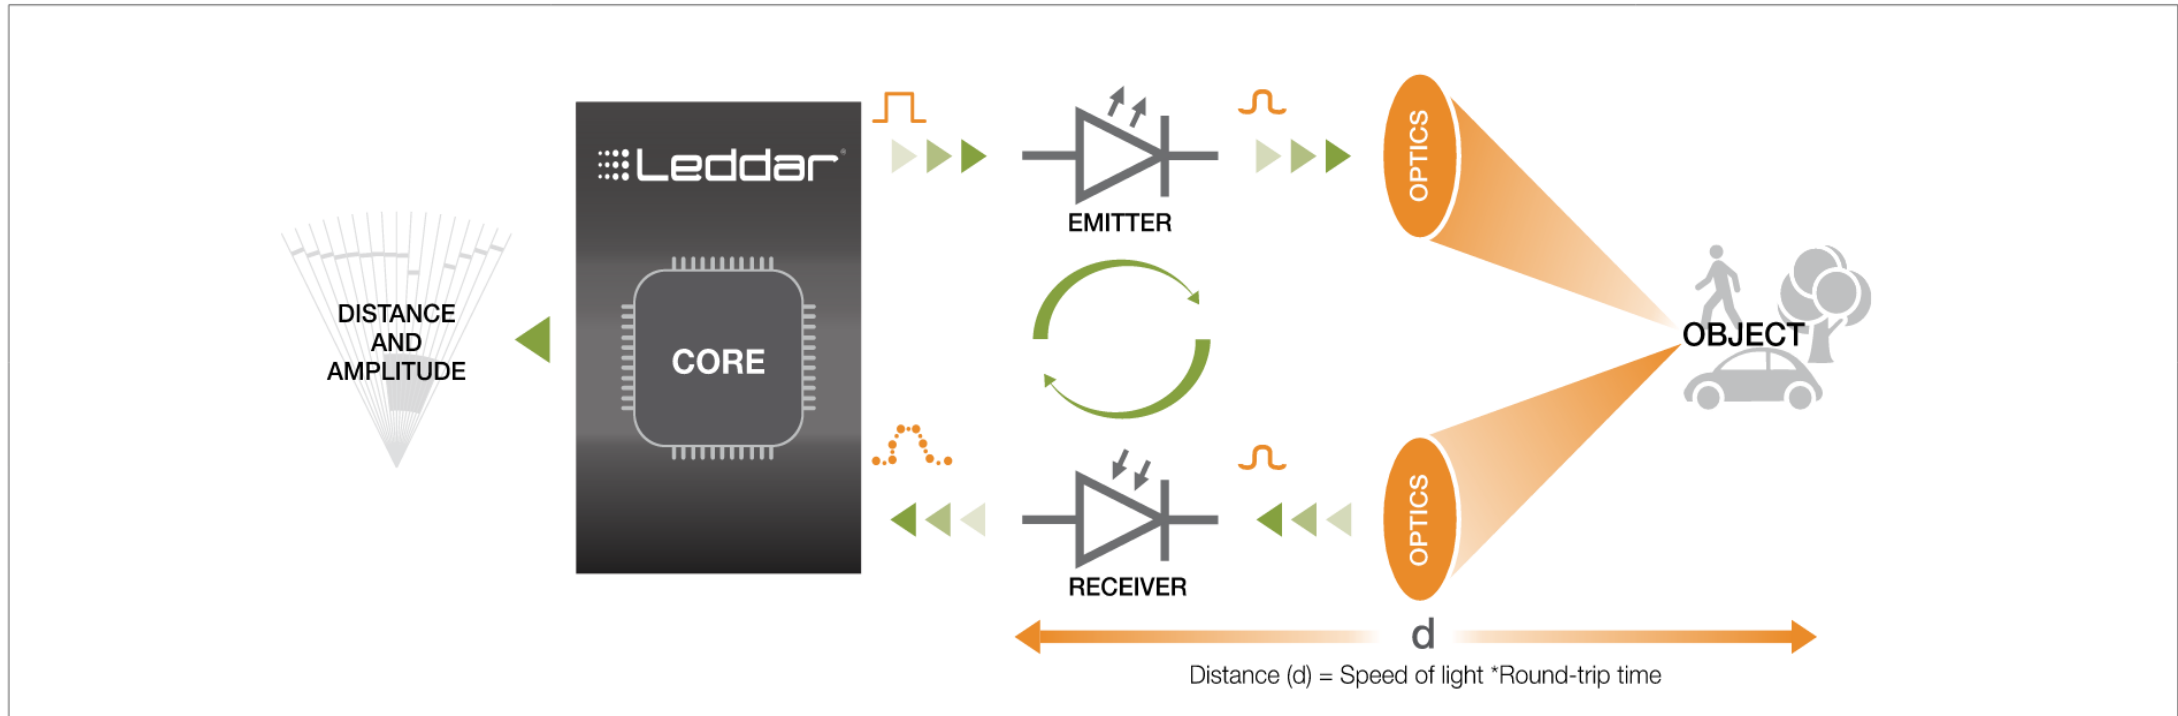 Leddar®
EMITTER
OPTICS
DISTANCE
AND
AMPLITUDE
CORE
OBJECT
RECEIVER
OPTICS
d
Distance (d) = Speed of light *Round-trip time